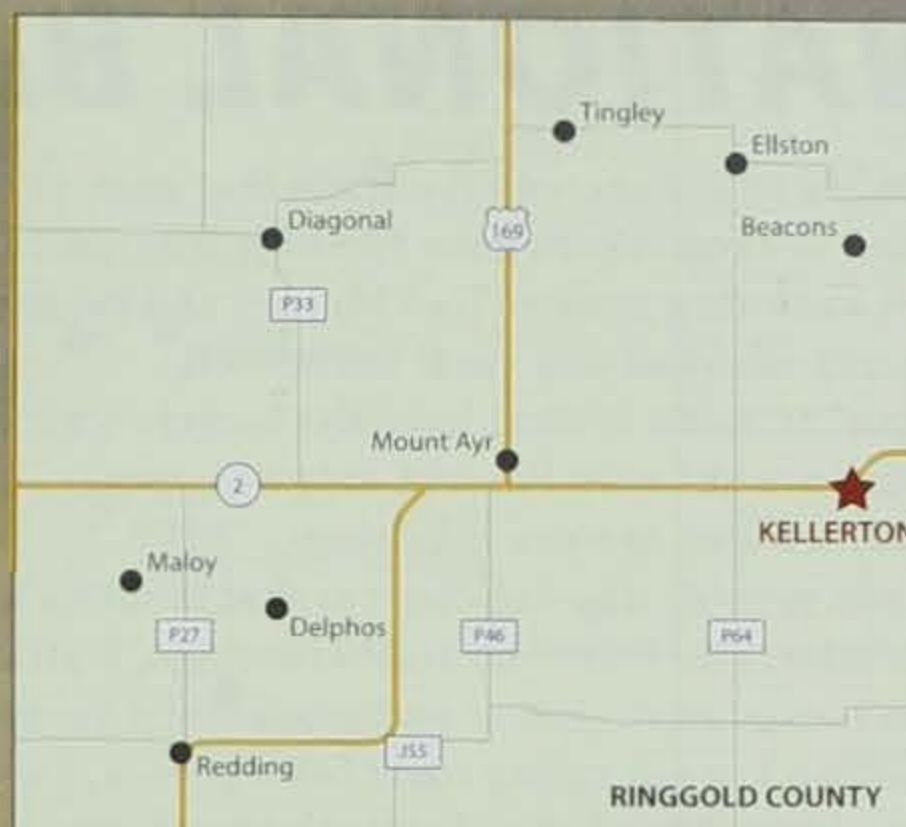 Tingley
Ellston
Diagonal
169
Beacons
P33
Mount Ayr
2
KELLERTON
Maloy
Delphos
P27
P46
P64
J55
Redding
RINGGOLD COUNTY